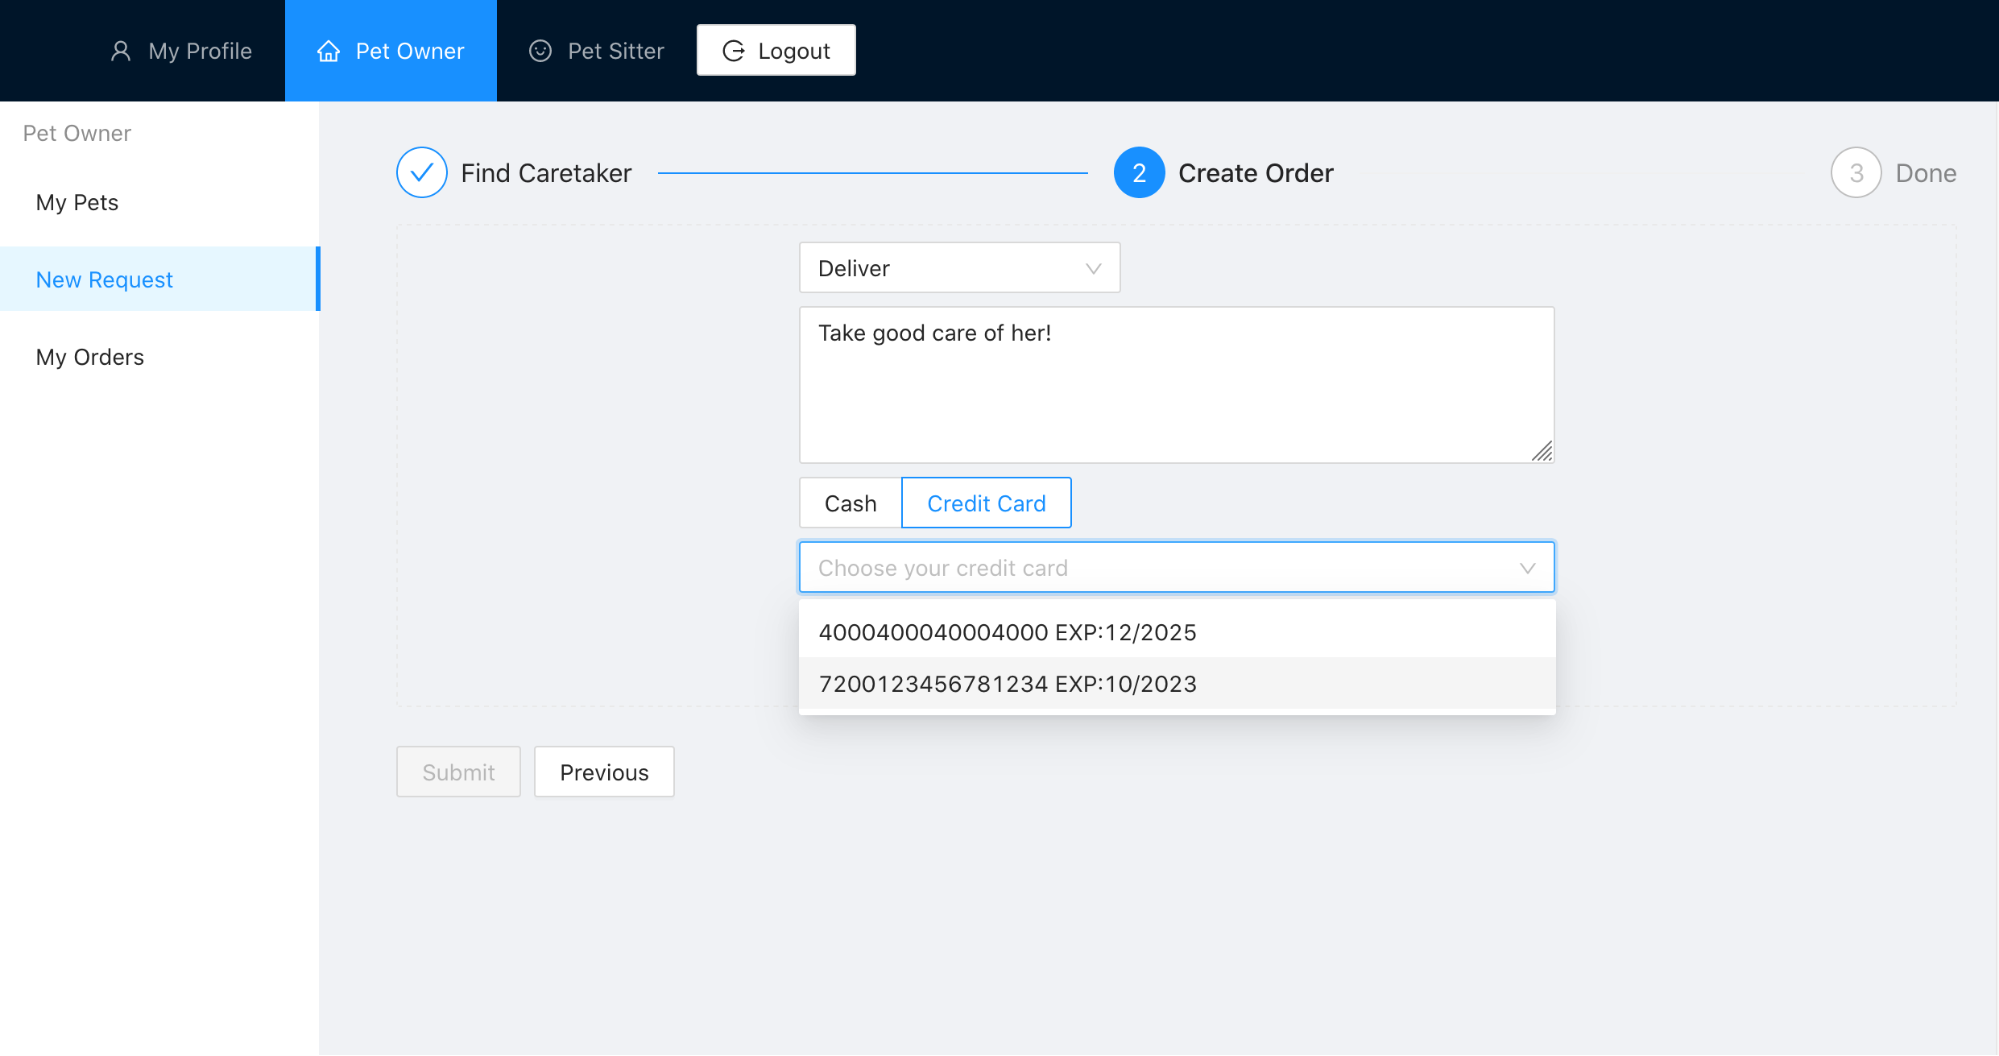 My Profile
Pet Owner
Pet Sitter
Logout
Pet Owner
My Pets
New Request
My Orders
Find Caretaker
2
Create Order
3
Done
Deliver
Take good care of her!
Cash
Credit Card
Choose your credit card
4000400040004000 EXP:12/2025
7200123456781234 EXP:10/2023
Submit
Previous